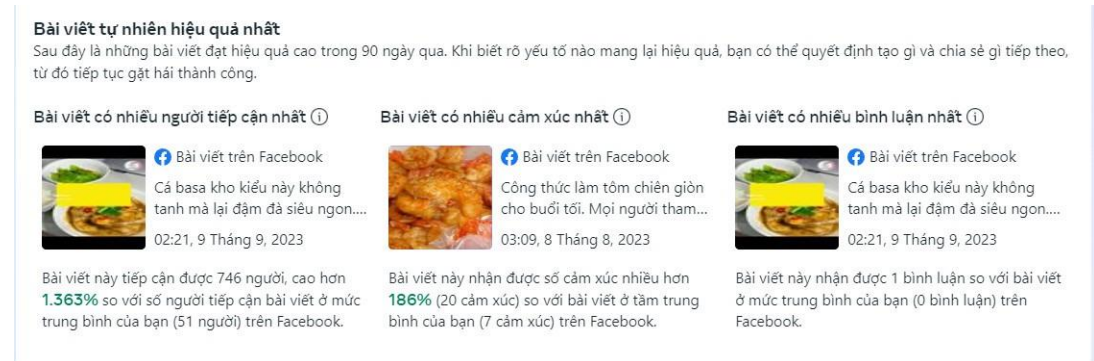 Bài viết tự nhiên hiệu quả nhất
Sau đây là những bài viết đạt hiệu quả cao trong 90 ngày qua. Khi biết rõ yếu tố nào mang lại hiệu quả, bạn có thể quyết định tạo gì và chia sẻ gì tiếp theo,
từ đó tiếp tục gặt hái thành công.
Bài viết có nhiều người tiếp cận nhất
Bài viết trên Facebook
Cá basa kho kiểu này không
tanh mà lại đậm đà siêu ngon....
02:21, 9 Tháng 9, 2023
Bài viết này tiếp cận được 746 người, cao hơn
1.363% so với số người tiếp cận bài viết ở mức
trung bình của bạn (51 người) trên Facebook.
Bài viết có nhiều cảm xúc nhất
Bài viết trên Facebook
Công thức làm tôm chiên giòn
cho buổi tối. Mọi người tham...
03:09, 8 Tháng 8, 2023
Bài viết này nhận được số cảm xúc nhiều hơn
186% (20 cảm xúc) so với bài viết ở tầm trung
bình của bạn (7 cảm xúc) trên Facebook.
Bài viết có nhiều bình luận nhất
Bài viết trên Facebook
Cá basa kho kiểu này không
tanh mà lại đậm đà siêu ngon....
02:21, 9 Tháng 9, 2023
Bài viết này nhận được 1 bình luận so với bài viết
ở mức trung bình của bạn (0 bình luận) trên
Facebook.